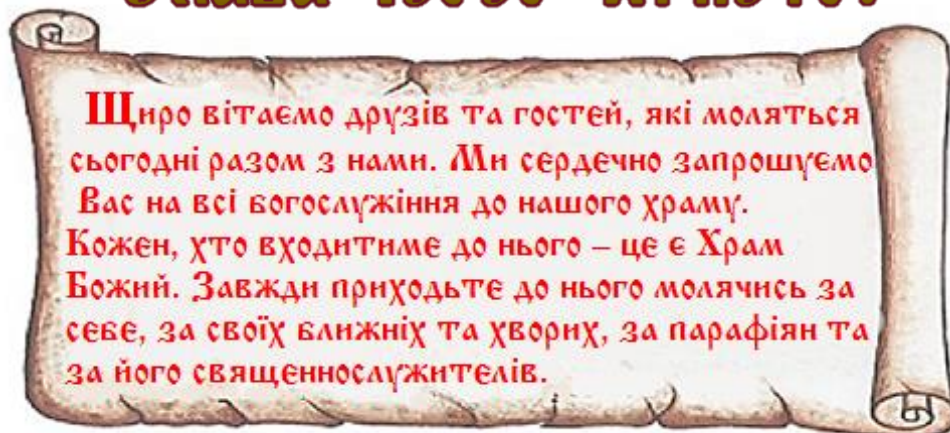 Щиро вітаємо друзів та гостей, які моляться
сьогодні разом з нами. Ми сердечно запрошуємо
Вас на всі богослужіння до нашого храму.
Кожен, хто входитиме до нього – це є Храм
Божий. Завжди приходьте до нього молячись за
себе, за своїх ближніх та хворих, за парафіян та
за його священнослужителів.